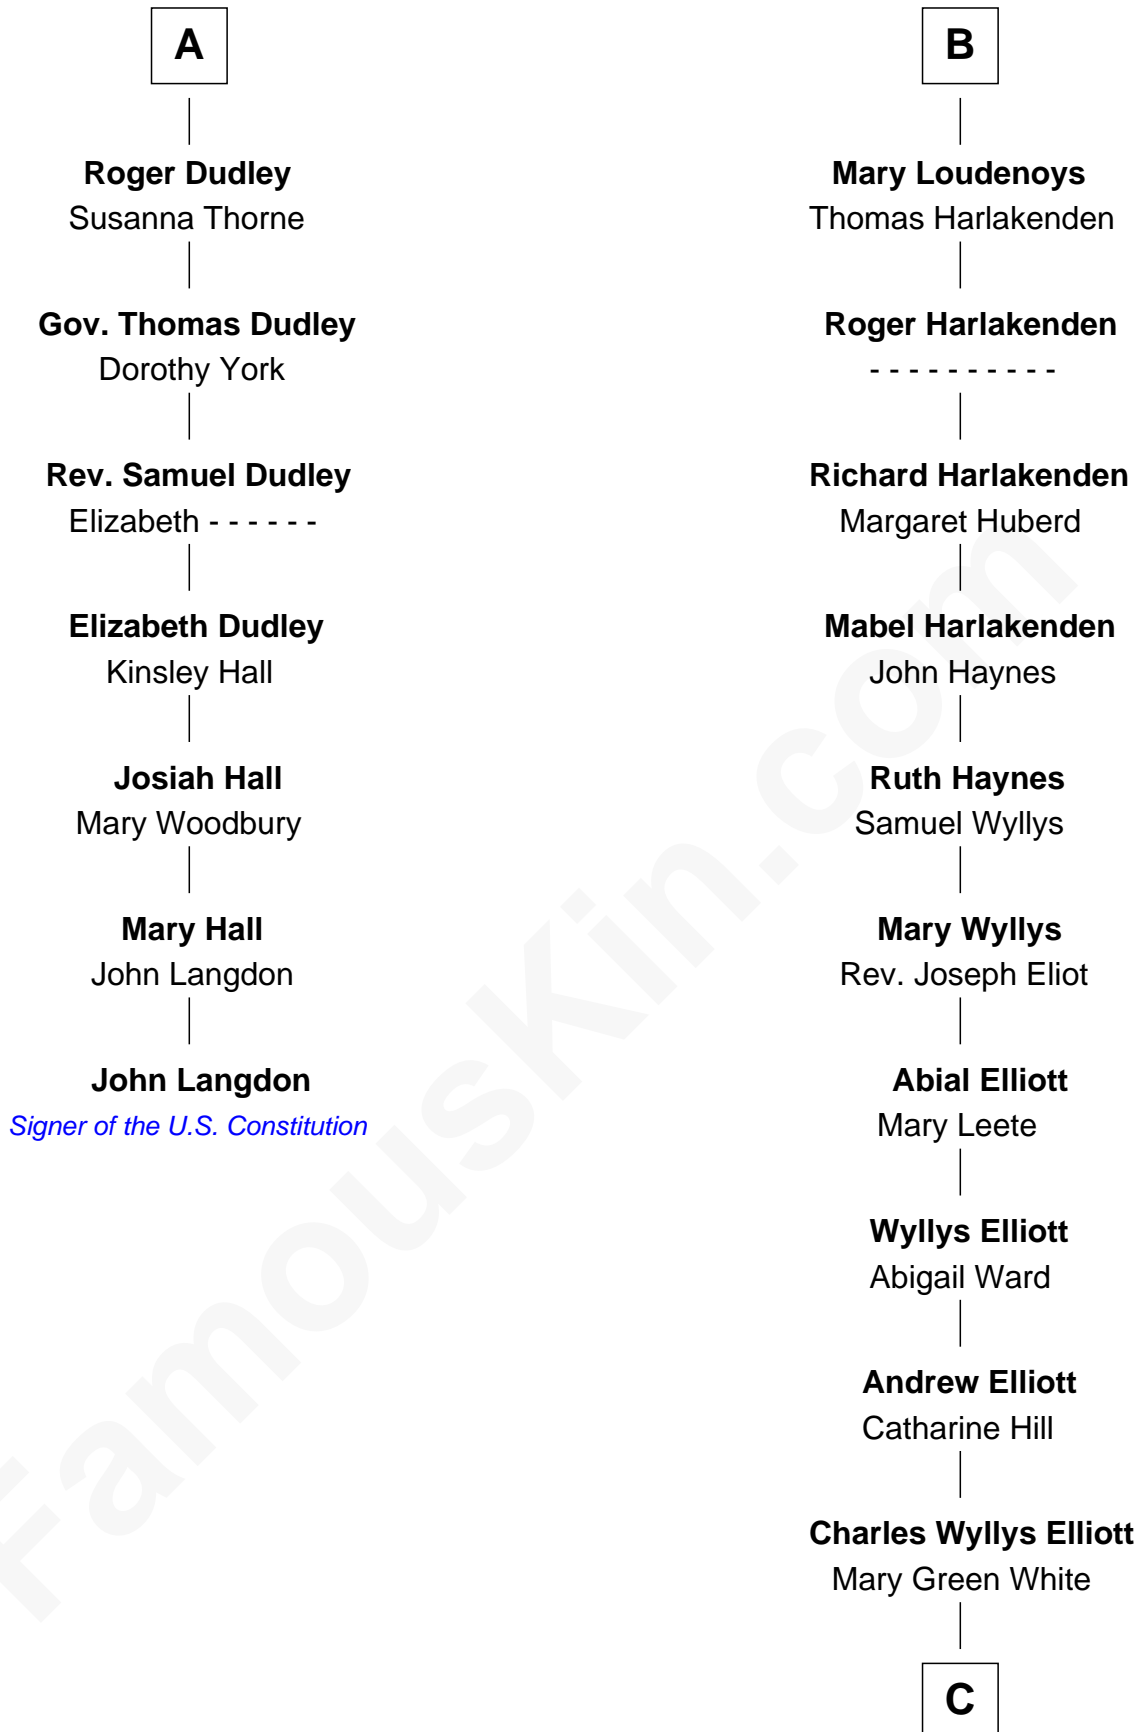 A
Roger Dudley
Susanna Thorne
Gov. Thomas Dudley
Dorothy York
Rev. Samuel Dudley
Elizabeth - - - - - -
Elizabeth Dudley
Kinsley Hall
Josiah Hall
Mary Woodbury
Mary Hall
John Langdon
John Langdon
Signer of the U.S. Constitution
B
Mary Loudenoys
Thomas Harlakenden
Roger Harlakenden
- - - - - - - - - -
Richard Harlakenden
Margaret Huberd
Mabel Harlakenden
John Haynes
Ruth Haynes
Samuel Wyllys
Mary Wyllys
Rev. Joseph Eliot
Abial Elliott
Mary Leete
Wyllys Elliott
Abigail Ward
Andrew Elliott
Catharine Hill
Charles Wyllys Elliott
Mary Green White
C
FamousKin.com